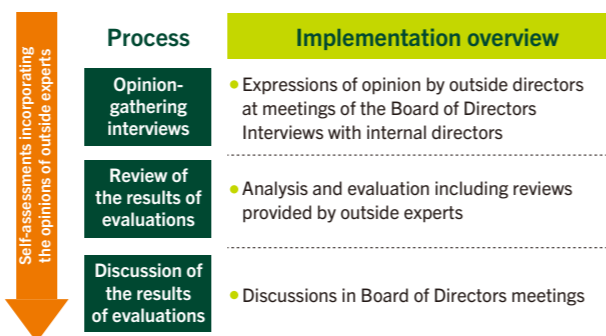 Self-assessments incorporating
the opinions of outside experts
Process
Implementation overview
Opinion-
gathering
interviews
• Expressions of opinion by outside directors
at meetings of the Board of Directors
Interviews with internal directors
Review of
the results of
evaluations
• Analysis and evaluation including reviews
provided by outside experts
Discussion of
the results
of evaluations
• Discussions in Board of Directors meetings